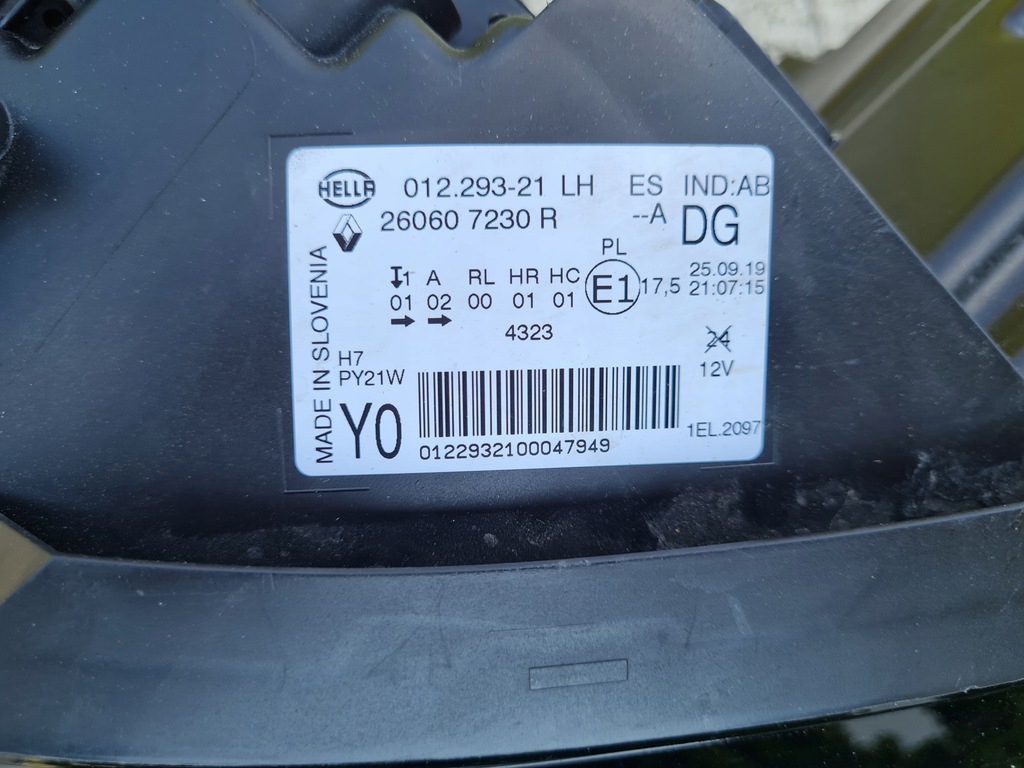 HELLA 012.293-21 LH ES IND:AB
26060 7230 R --A DG
PL
1 A RL HR HC E1 17,5 25.09.19
01 02 00 01 01 21:07:15
4323
24
12V
H7
PY21W
Y0
0122932100047949
1EL.2097
MADE IN SLOVENIA